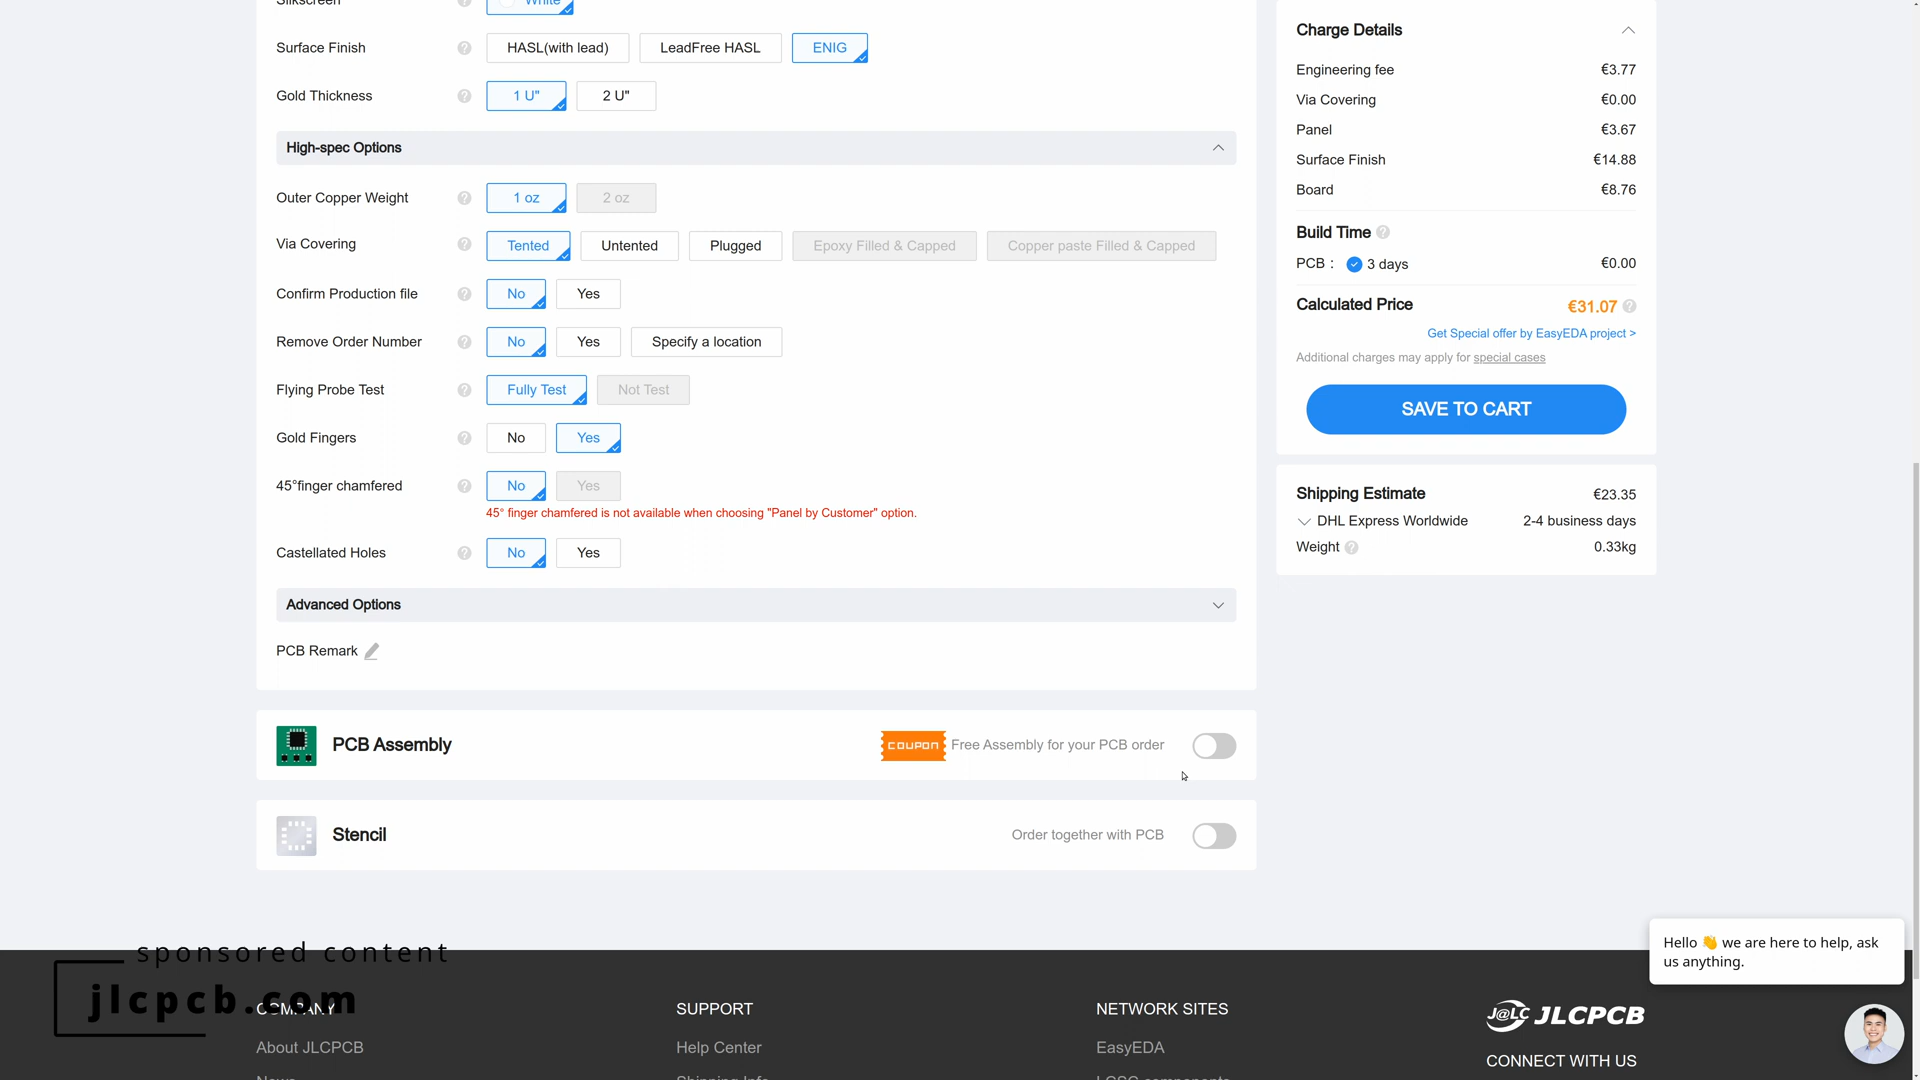 Silkscreen White
Surface Finish HASL(with lead) LeadFree HASL ENIG
Gold Thickness 1 U" 2 U"
High-spec Options
Outer Copper Weight 1 oz 2 oz
Via Covering Tented Untented Plugged Epoxy Filled & Capped Copper paste Filled & Capped
Confirm Production file No Yes
Remove Order Number No Yes Specify a location
Flying Probe Test Fully Test Not Test
Gold Fingers No Yes
45°finger chamfered No Yes
45° finger chamfered is not available when choosing "Panel by Customer" option.
Castellated Holes No Yes
Advanced Options
PCB Remark
PCB Assembly COUPON Free Assembly for your PCB order
Stencil Order together with PCB
Charge Details
Engineering fee €3.77
Via Covering €0.00
Panel €3.67
Surface Finish €14.88
Board €8.76
Build Time
PCB : 3 days €0.00
Calculated Price €31.07
Get Special offer by EasyEDA project >
Additional charges may apply for special cases
SAVE TO CART
Shipping Estimate €23.35
DHL Express Worldwide 2-4 business days
Weight 0.33kg
Hello 👋 we are here to help, ask
us anything.
sponsored content
jlcpcb.com
COMPANY
About JLCPCB
News
SUPPORT
Help Center
Shipping Info
NETWORK SITES
EasyEDA
LCSC components
J@LC JLCPCB
CONNECT WITH US